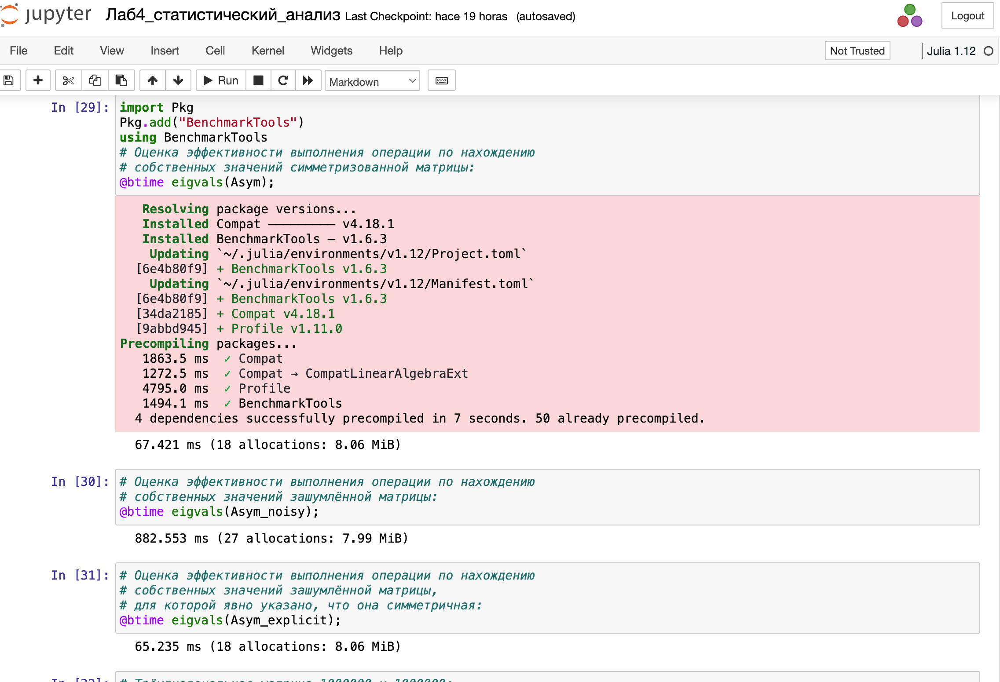 jupyter Лаб4_статистический_анализ Last Checkpoint: hace 19 horas (autosaved) Logout
File Edit View Insert Cell Kernel Widgets Help Not Trusted Julia 1.12
Run Markdown
In [29]: import Pkg
Pkg.add("BenchmarkTools")
using BenchmarkTools
# Оценка эффективности выполнения операции по нахождению
# собственных значений симметризованной матрицы:
@btime eigvals(Asym);
Resolving package versions...
Installed Compat ───────── v4.18.1
Installed BenchmarkTools ─ v1.6.3
Updating `~/.julia/environments/v1.12/Project.toml`
[6e4b80f9] + BenchmarkTools v1.6.3
Updating `~/.julia/environments/v1.12/Manifest.toml`
[6e4b80f9] + BenchmarkTools v1.6.3
[34da2185] + Compat v4.18.1
[9abbd945] + Profile v1.11.0
Precompiling packages...
1863.5 ms ✓ Compat
1272.5 ms ✓ Compat → CompatLinearAlgebraExt
4795.0 ms ✓ Profile
1494.1 ms ✓ BenchmarkTools
4 dependencies successfully precompiled in 7 seconds. 50 already precompiled.
67.421 ms (18 allocations: 8.06 MiB)
In [30]: # Оценка эффективности выполнения операции по нахождению
# собственных значений зашумлённой матрицы:
@btime eigvals(Asym_noisy);
882.553 ms (27 allocations: 7.99 MiB)
In [31]: # Оценка эффективности выполнения операции по нахождению
# собственных значений зашумлённой матрицы,
# для которой явно указано, что она симметричная:
@btime eigvals(Asym_explicit);
65.235 ms (18 allocations: 8.06 MiB)
In [32]: # Трёхдиагональная матрица 1000000 x 1000000: